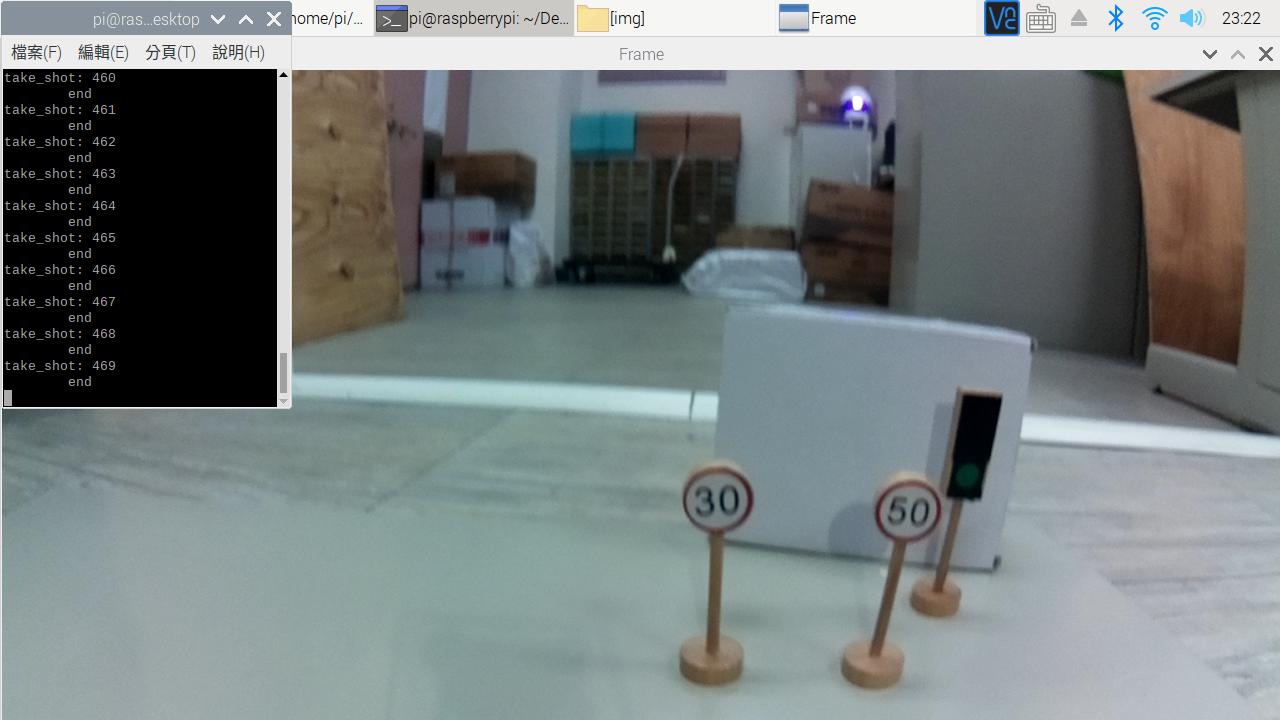 pi@ras...esktop
home/pi/...
pi@raspberrypi: ~/De...
[img]
Frame
23:22
檔案(F) 編輯(E) 分頁(T) 說明(H)
Frame
take_shot: 460
end
take_shot: 461
end
take_shot: 462
end
take_shot: 463
end
take_shot: 464
end
take_shot: 465
end
take_shot: 466
end
take_shot: 467
end
take_shot: 468
end
take_shot: 469
end
30
50